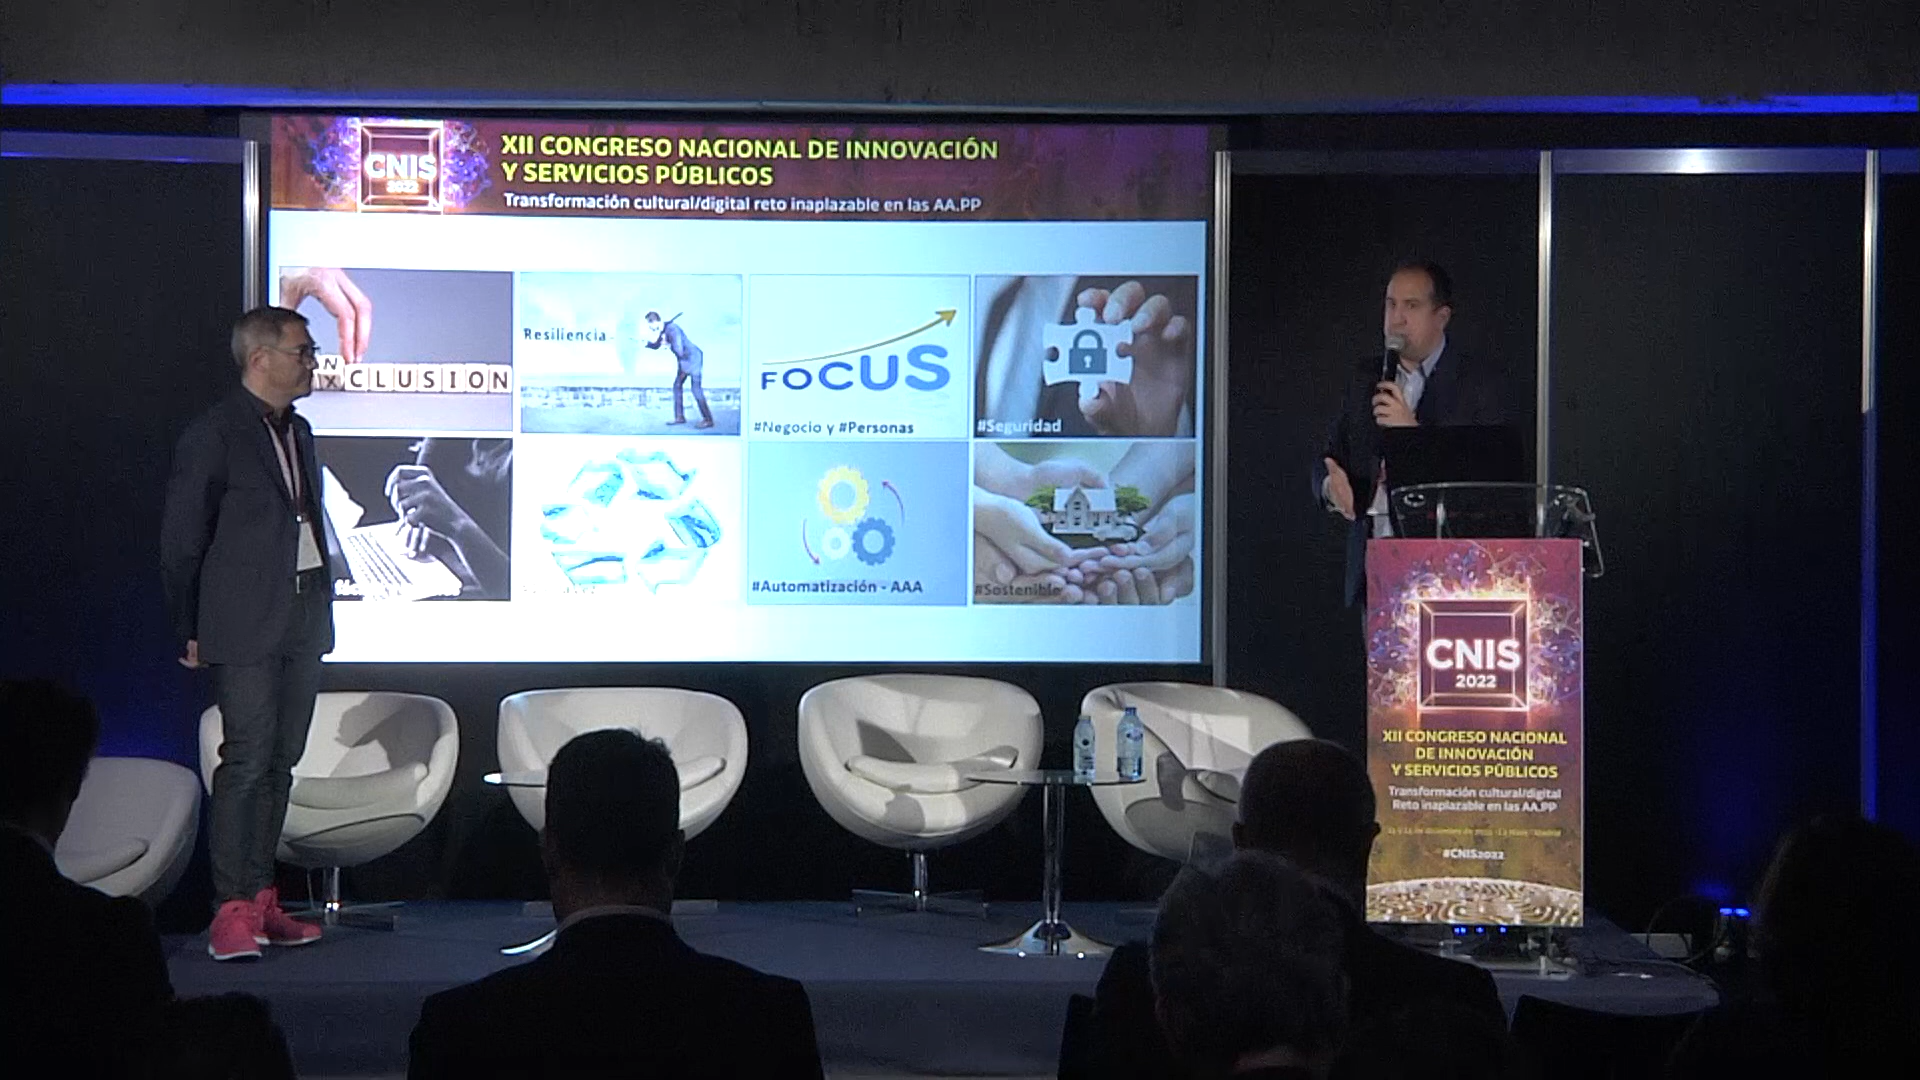 CNIS
2022
XII CONGRESO NACIONAL DE INNOVACIÓN
Y SERVICIOS PÚBLICOS
Transformación cultural/digital reto inaplazable en las AA.PP
N
XCLUSION
Resiliencia
FOCUS
#Negocio y #Personas
#Seguridad
#Automatización - AAA
#Sostenible
CNIS
2022
XII CONGRESO NACIONAL
DE INNOVACIÓN
Y SERVICIOS PÚBLICOS
Transformación cultural/digital
Reto inaplazable en las AA.PP
#CNIS2022